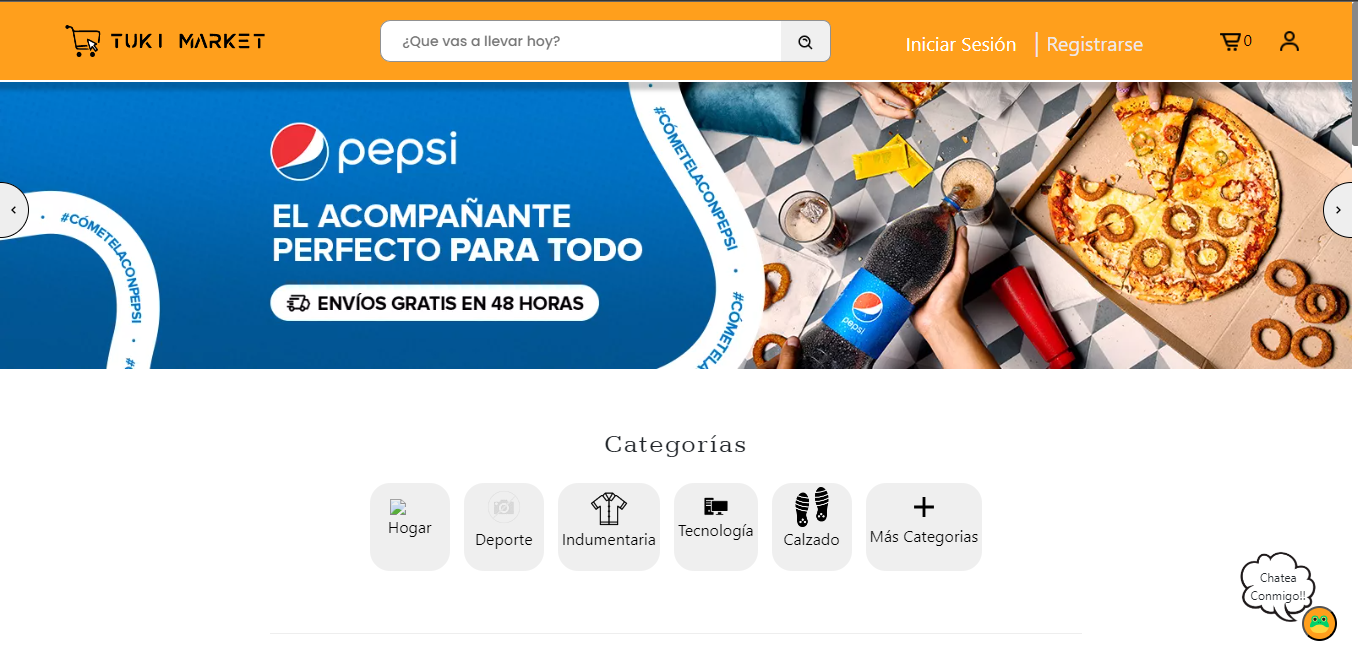 TUKI MARKET
¿Que vas a llevar hoy?
Iniciar Sesión
Registrarse
0
pepsi
EL ACOMPAÑANTE
PERFECTO PARA TODO
ENVÍOS GRATIS EN 48 HORAS
#CÓMETELACONPEPSI
#CÓMETELACONPEPSI
#CÓMETELA
pepsi
Categorías
Hogar
Deporte
Indumentaria
Tecnología
Calzado
Más Categorias
Chatea
Conmigo!!